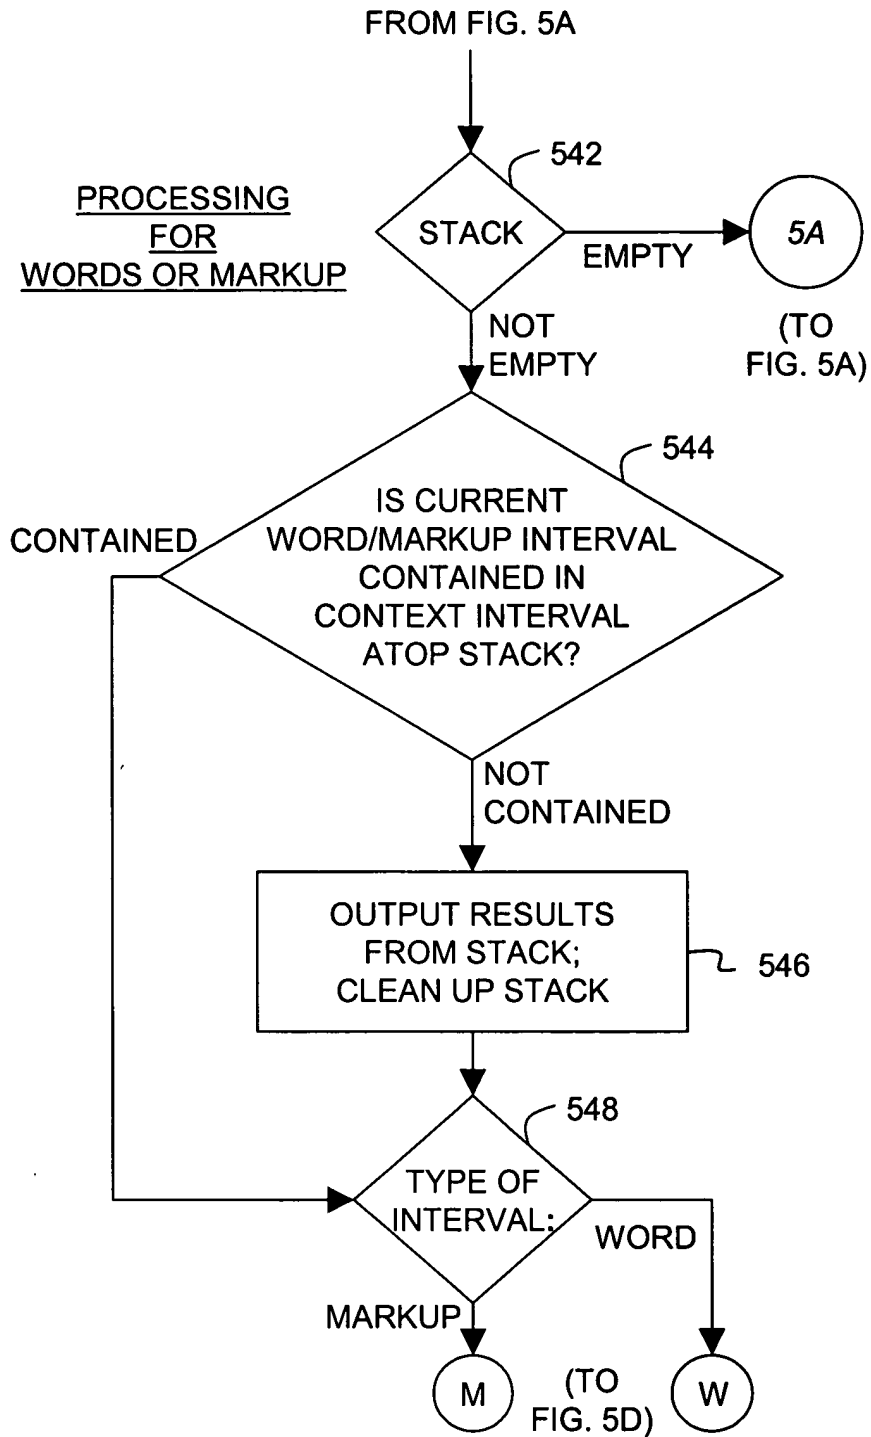 FROM FIG. 5A
542
PROCESSING
FOR
WORDS OR MARKUP
STACK
EMPTY
5A
(TO
FIG. 5A)
NOT
EMPTY
544
IS CURRENT
WORD/MARKUP INTERVAL
CONTAINED IN
CONTEXT INTERVAL
ATOP STACK?
CONTAINED
NOT
CONTAINED
OUTPUT RESULTS
FROM STACK;
CLEAN UP STACK
546
548
TYPE OF
INTERVAL;
WORD
MARKUP
M
(TO
FIG. 5D)
W